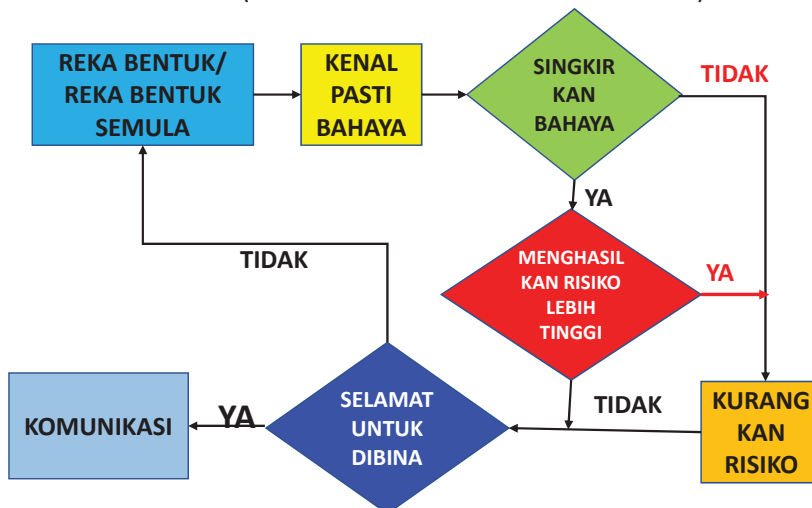 REKA BENTUK/
REKA BENTUK
SEMULA
KENAL
PASTI
BAHAYA
SINGKIR
KAN
BAHAYA
TIDAK
YA
MENGHASIL
KAN RISIKO
LEBIH
TINGGI
YA
TIDAK
KURANG
KAN
RISIKO
TIDAK
SELAMAT
UNTUK
DIBINA
YA
KOMUNIKASI